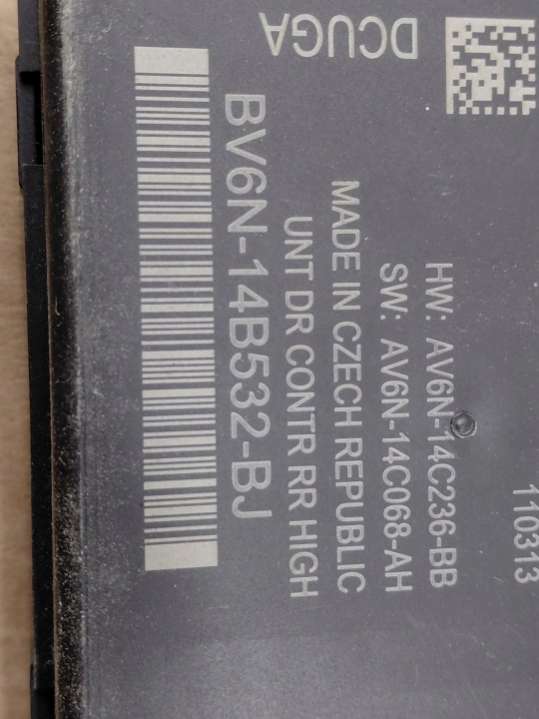 DCUGA
110313
HW: AV6N-14C236-BB
SW: AV6N-14C068-AH
MADE IN CZECH REPUBLIC
UNT DR CONTR RR HIGH
BV6N-14B532-BJ